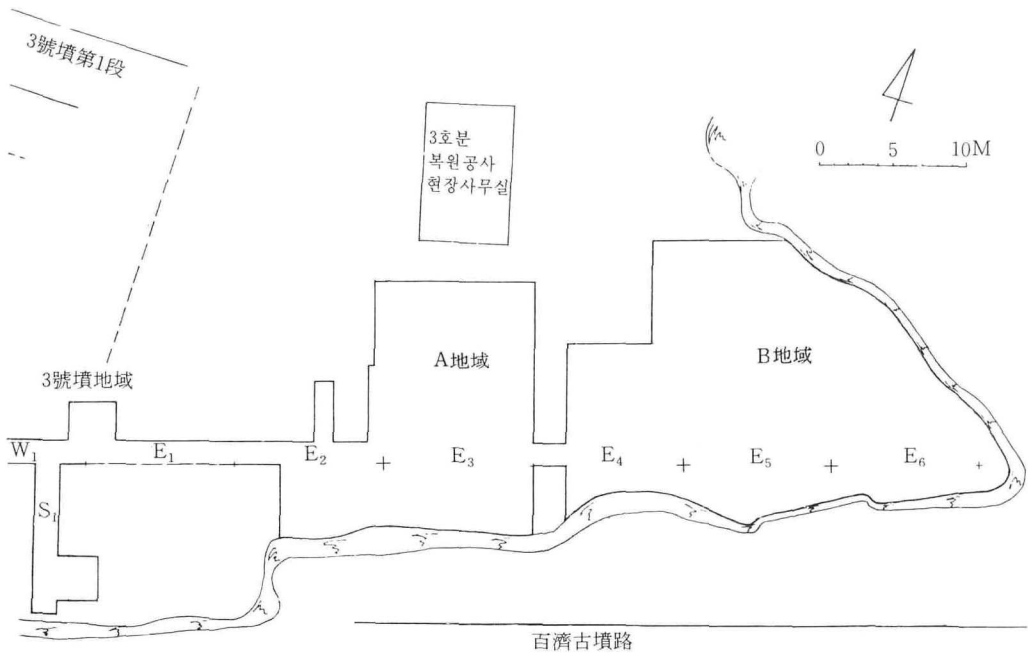 3號墳第1段
3호분
복원공사
현장사무실
0 5 10M
A地域
B地域
3號墳地域
W₁ E₁ E₂ E₃ E₄ E₅ E₆
S₁
百濟古墳路